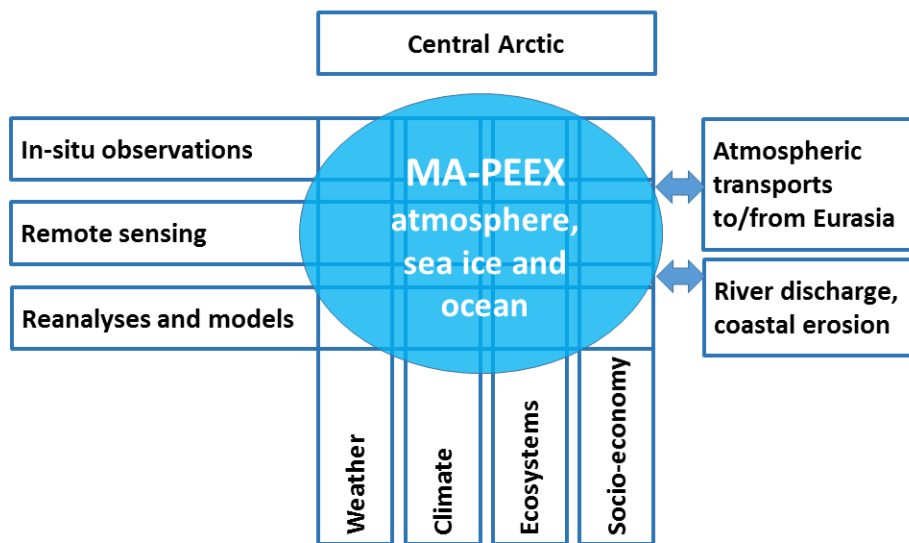 Central Arctic
In-situ observations
Remote sensing
Reanalyses and models
MA-PEEX
atmosphere,
sea ice and
ocean
Atmospheric
transports
to/from Eurasia
River discharge,
coastal erosion
Weather
Climate
Ecosystems
Socio-economy